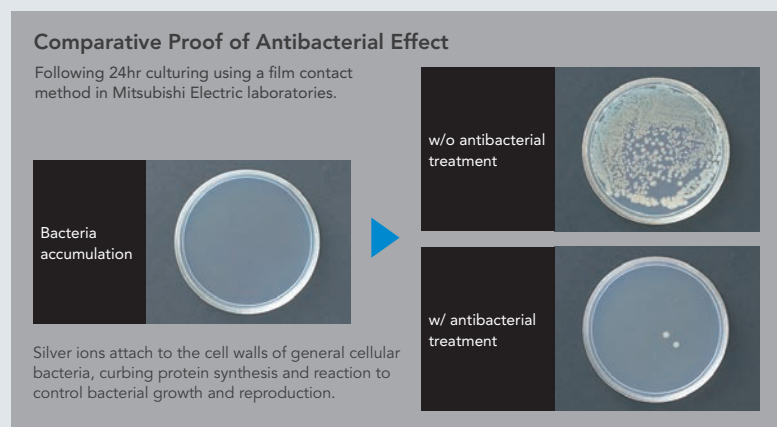 Comparative Proof of Antibacterial Effect
Following 24hr culturing using a film contact
method in Mitsubishi Electric laboratories.
Bacteria
accumulation
w/o antibacterial
treatment
w/ antibacterial
treatment
Silver ions attach to the cell walls of general cellular
bacteria, curbing protein synthesis and reaction to
control bacterial growth and reproduction.